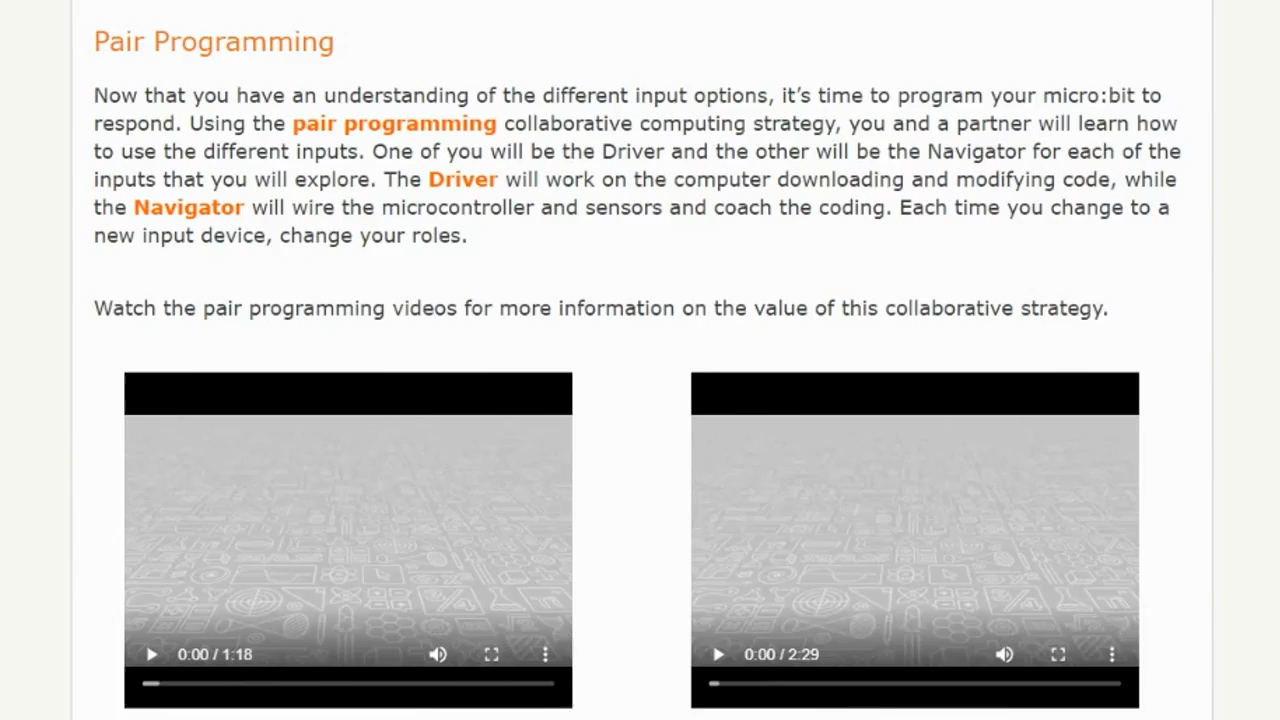 Pair Programming
Now that you have an understanding of the different input options, it’s time to program your micro:bit to
respond. Using the pair programming collaborative computing strategy, you and a partner will learn how
to use the different inputs. One of you will be the Driver and the other will be the Navigator for each of the
inputs that you will explore. The Driver will work on the computer downloading and modifying code, while
the Navigator will wire the microcontroller and sensors and coach the coding. Each time you change to a
new input device, change your roles.
Watch the pair programming videos for more information on the value of this collaborative strategy.
0:00 / 1:18
0:00 / 2:29